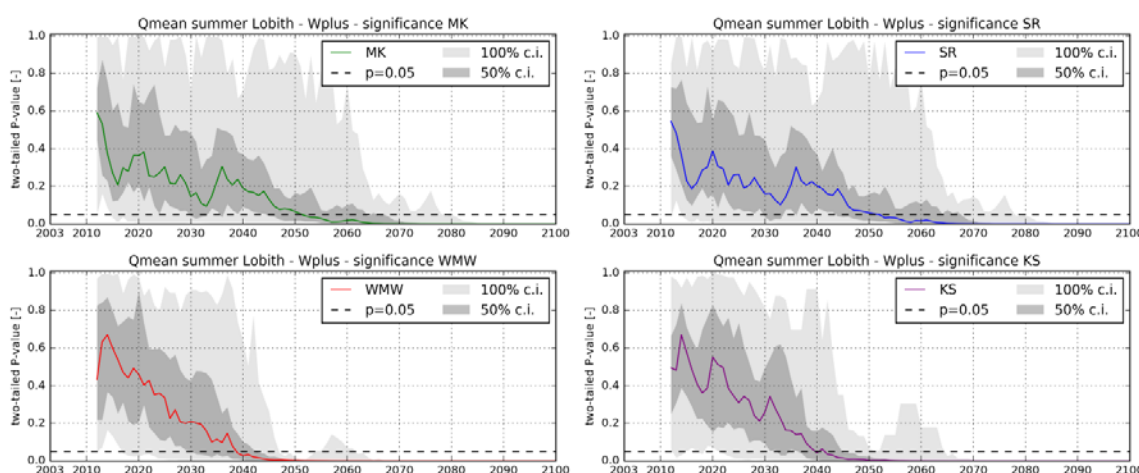 Qmean summer Lobith - Wplus - significance MK
two-tailed P-value [-]
1.0
0.8
0.6
0.4
0.2
0.0
MK
p=0.05
100% c.i.
50% c.i.
2003 2010 2020 2030 2040 2050 2060 2070 2080 2090 2100
Qmean summer Lobith - Wplus - significance SR
two-tailed P-value [-]
1.0
0.8
0.6
0.4
0.2
0.0
SR
p=0.05
100% c.i.
50% c.i.
2003 2010 2020 2030 2040 2050 2060 2070 2080 2090 2100
Qmean summer Lobith - Wplus - significance WMW
two-tailed P-value [-]
1.0
0.8
0.6
0.4
0.2
0.0
WMW
p=0.05
100% c.i.
50% c.i.
2003 2010 2020 2030 2040 2050 2060 2070 2080 2090 2100
Qmean summer Lobith - Wplus - significance KS
two-tailed P-value [-]
1.0
0.8
0.6
0.4
0.2
0.0
KS
p=0.05
100% c.i.
50% c.i.
2003 2010 2020 2030 2040 2050 2060 2070 2080 2090 2100